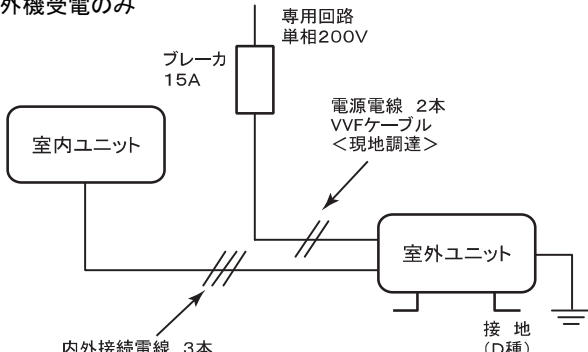 外機受電のみ
専用回路
単相200V
ブレーカ
15A
電源電線 2本
VVFケーブル
<現地調達>
室内ユニット
室外ユニット
接 地
(D種)
内外接続電線 3本